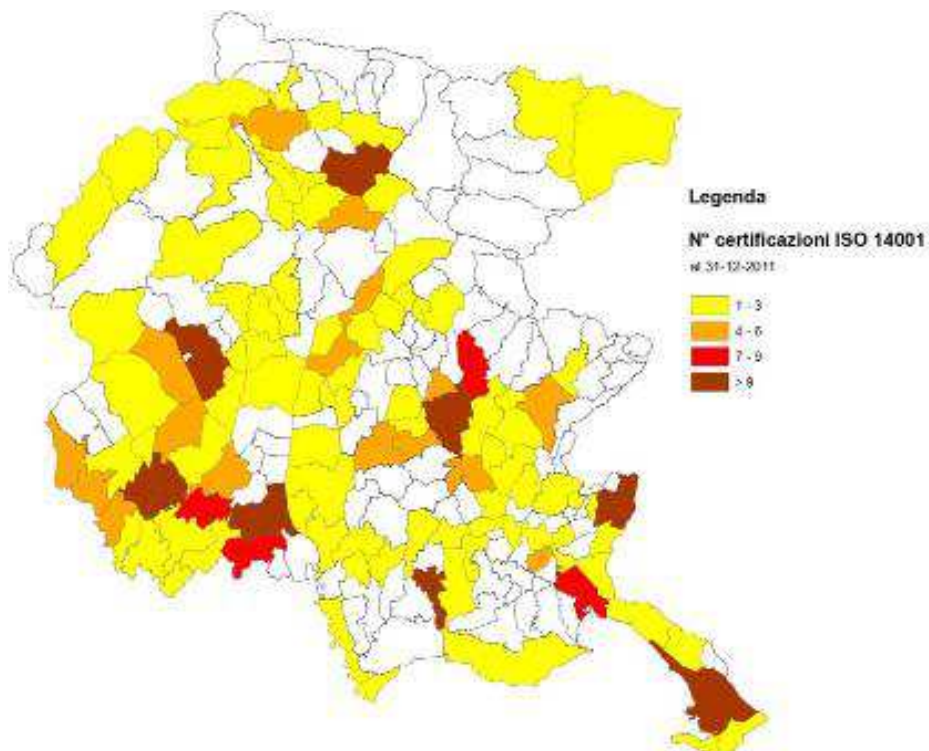 Legenda
N° certificazioni ISO 14001
al 31-12-2011
1 - 3
4 - 6
7 - 9
> 9